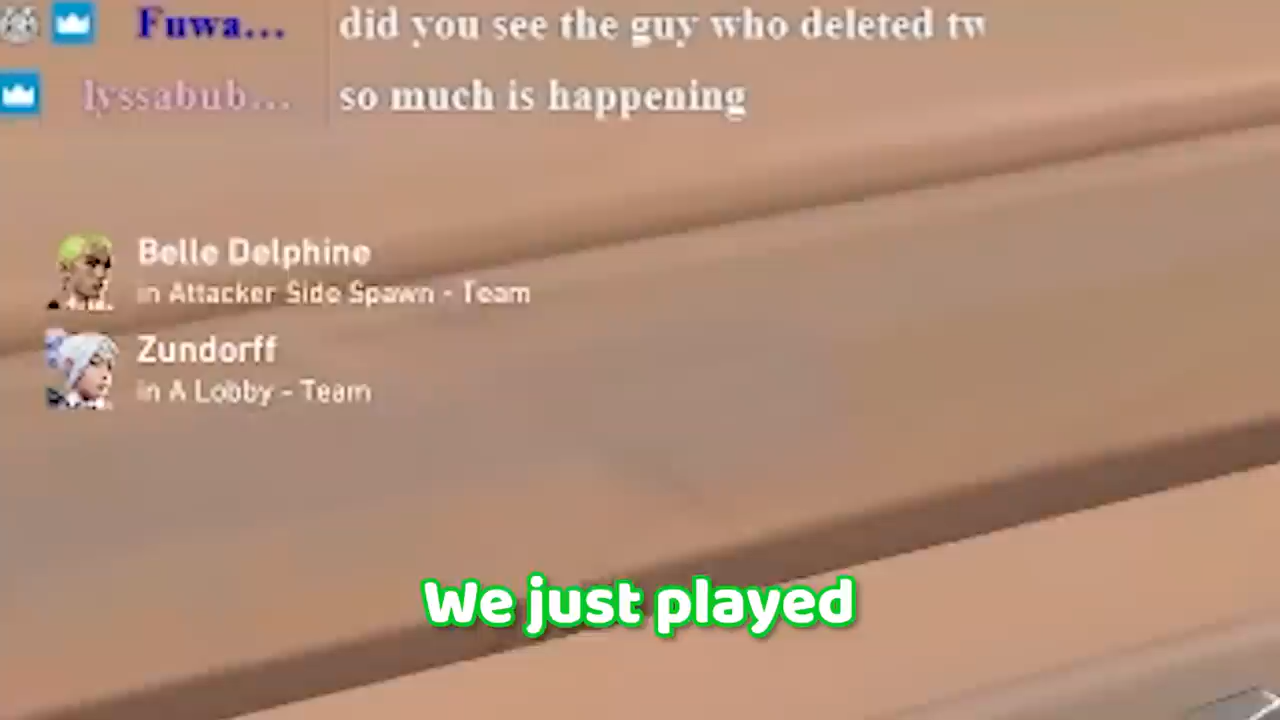 Fuwa... did you see the guy who deleted tw
lyssabub... so much is happening
Belle Delphine
in Attacker Side Spawn - Team
Zundorff
in A Lobby - Team
We just played